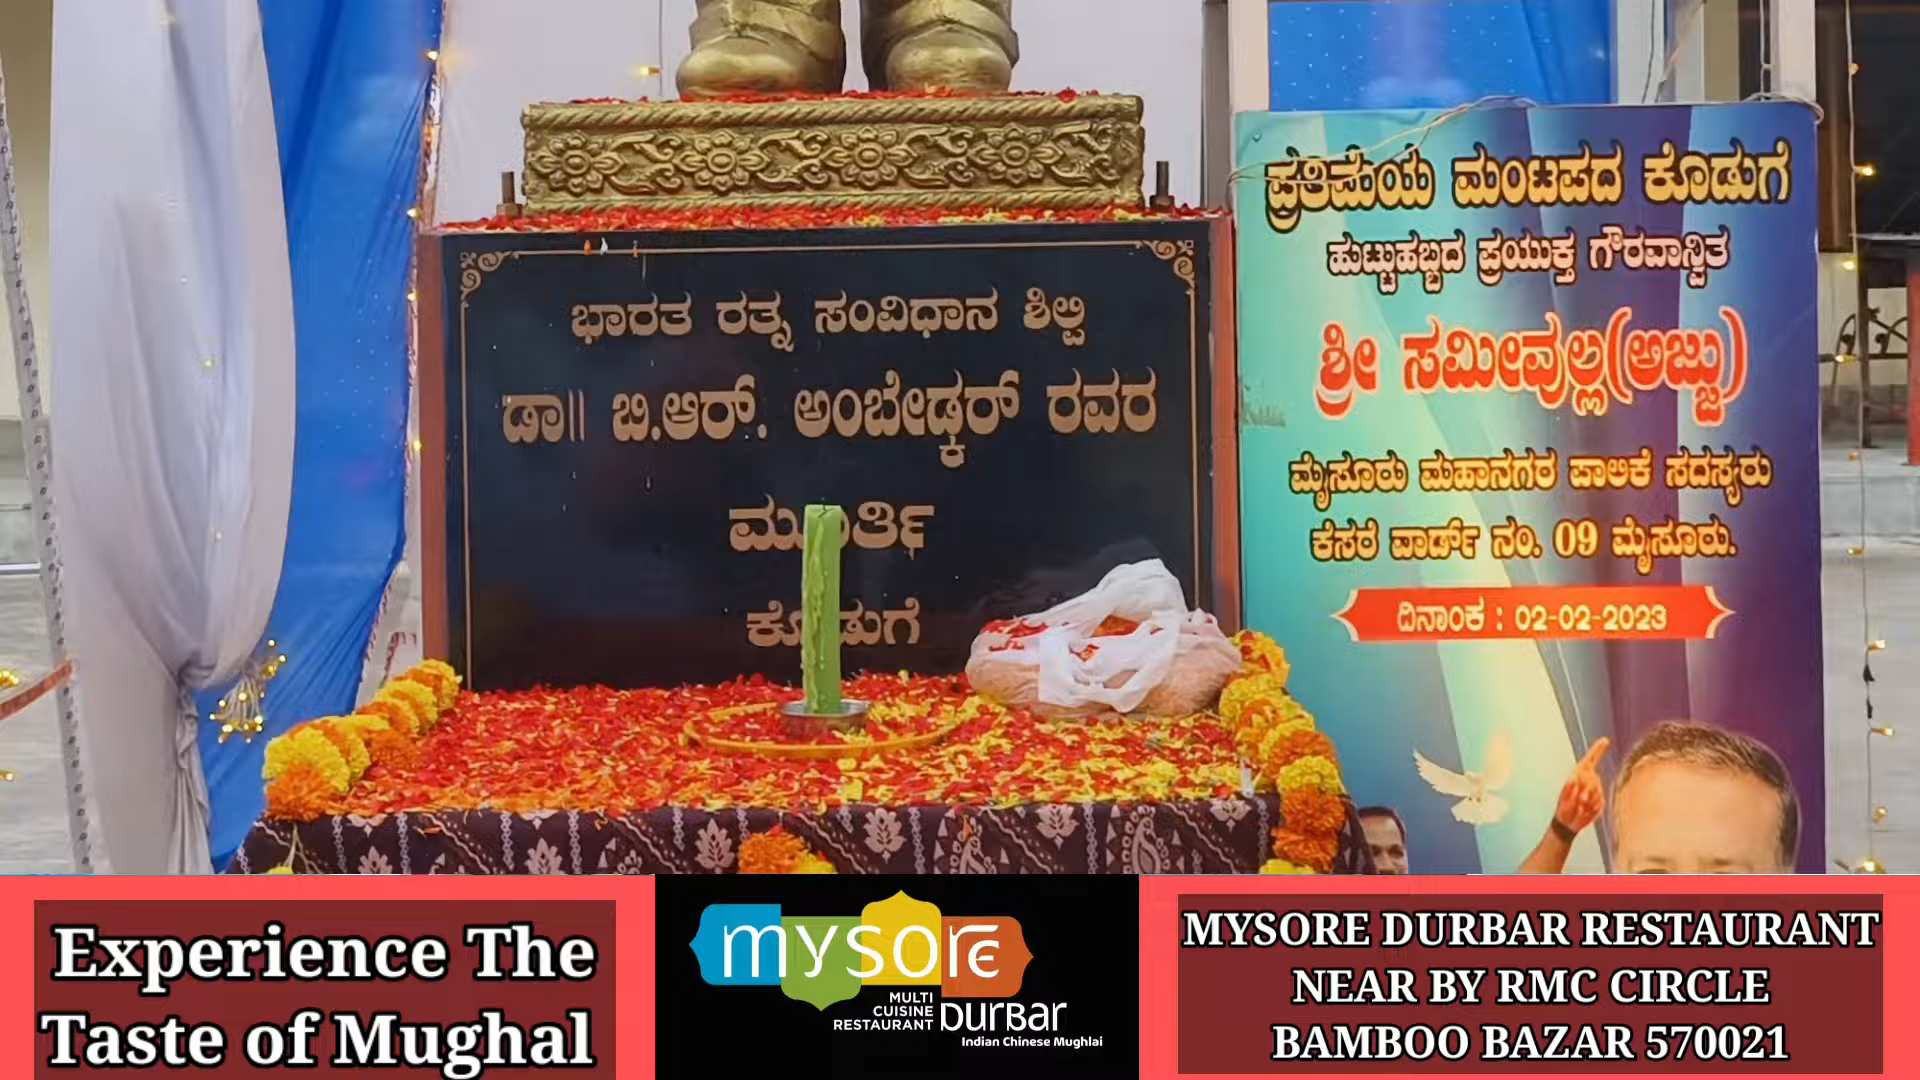 ಭಾರತ ರತ್ನ ಸಂವಿಧಾನ ಶಿಲ್ಪಿ
ಡಾ|| ಬಿ.ಆರ್. ಅಂಬೇಡ್ಕರ್ ರವರ
ಮೂರ್ತಿ
ಕೊಡುಗೆ
ಪ್ರತಿಮೆಯ ಮಂಟಪದ ಕೊಡುಗೆ
ಹುಟ್ಟುಹಬ್ಬದ ಪ್ರಯುಕ್ತ ಗೌರವಾನ್ವಿತ
ಶ್ರೀ ಸಮೀವುಲ್ಲ(ಅಜ್ಜು)
ಮೈಸೂರು ಮಹಾನಗರ ಪಾಲಿಕೆ ಸದಸ್ಯರು
ಕೆಸರೆ ವಾರ್ಡ್ ನಂ. 09 ಮೈಸೂರು.
ದಿನಾಂಕ : 02-02-2023
Experience The
Taste of Mughal
mysore
MULTI
CUISINE
RESTAURANT DURBAR
Indian Chinese Mughlai
MYSORE DURBAR RESTAURANT
NEAR BY RMC CIRCLE
BAMBOO BAZAR 570021